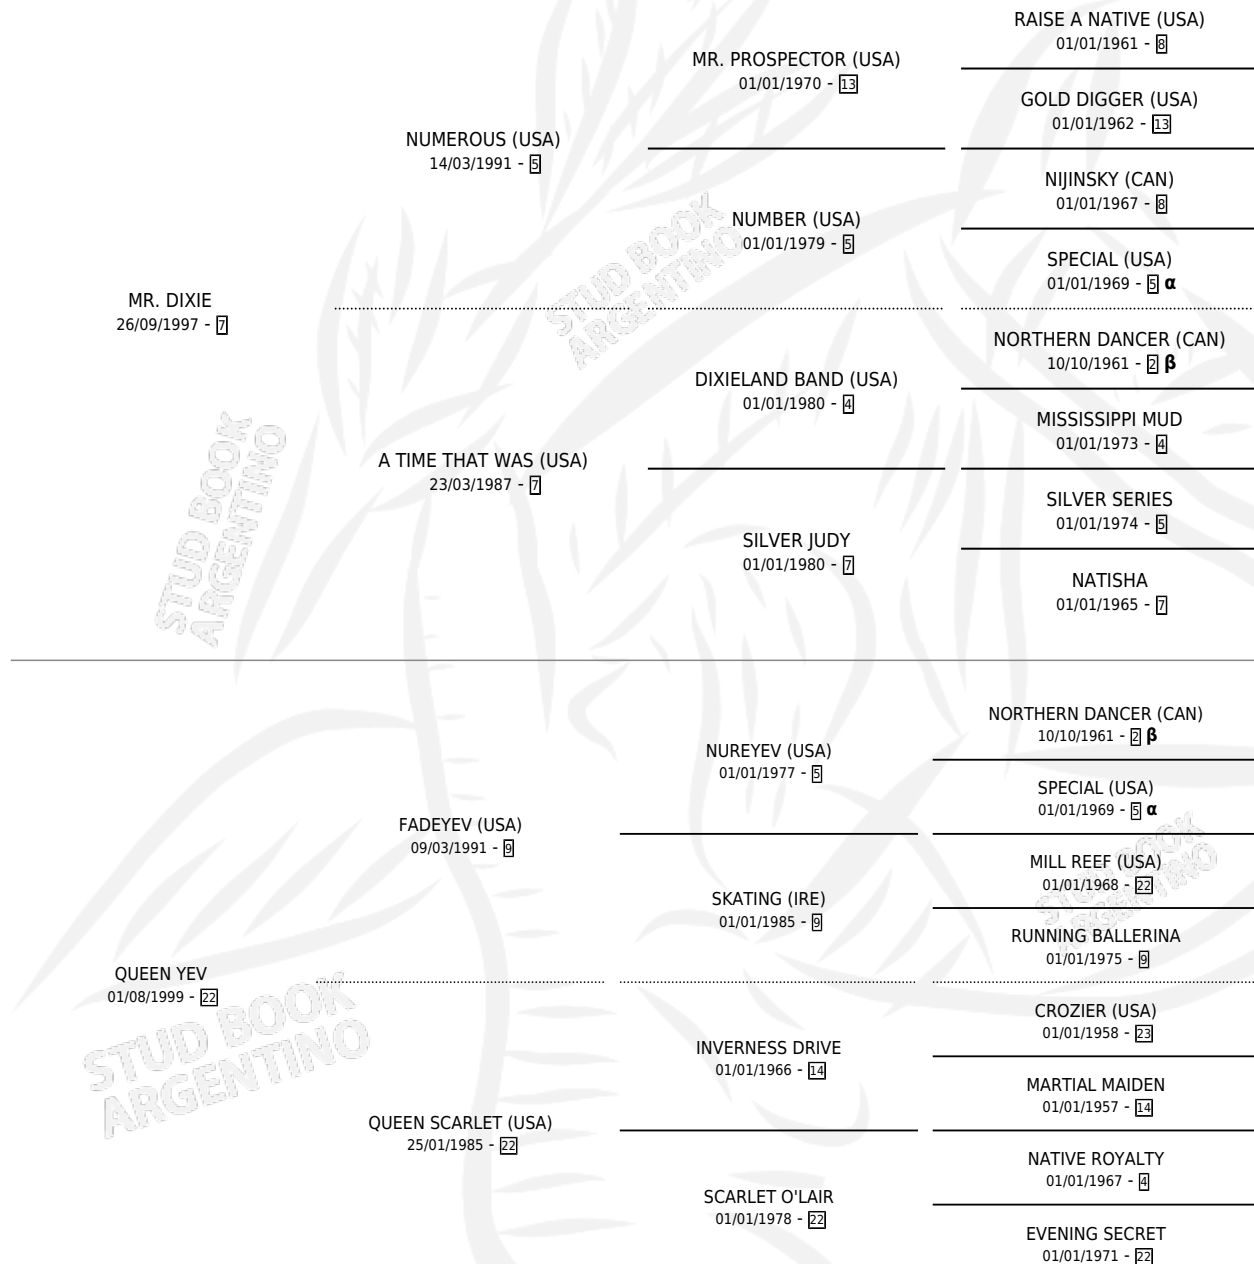 RAISE A NATIVE (USA)
01/01/1961 - 8
MR. PROSPECTOR (USA)
01/01/1970 - 13
GOLD DIGGER (USA)
01/01/1962 - 13
NUMEROUS (USA)
14/03/1991 - 5
NIJINSKY (CAN)
01/01/1967 - 8
NUMBER (USA)
01/01/1979 - 5
SPECIAL (USA)
01/01/1969 - 5 α
MR. DIXIE
26/09/1997 - 7
NORTHERN DANCER (CAN)
10/10/1961 - 2 β
DIXIELAND BAND (USA)
01/01/1980 - 4
MISSISSIPPI MUD
01/01/1973 - 4
A TIME THAT WAS (USA)
23/03/1987 - 7
SILVER SERIES
01/01/1974 - 5
SILVER JUDY
01/01/1980 - 7
NATISHA
01/01/1965 - 7
NORTHERN DANCER (CAN)
10/10/1961 - 2 β
NUREYEV (USA)
01/01/1977 - 5
SPECIAL (USA)
01/01/1969 - 5 α
FADEYEV (USA)
09/03/1991 - 9
MILL REEF (USA)
01/01/1968 - 22
SKATING (IRE)
01/01/1985 - 9
RUNNING BALLERINA
01/01/1975 - 9
QUEEN YEV
01/08/1999 - 22
CROZIER (USA)
01/01/1958 - 23
INVERNESS DRIVE
01/01/1966 - 14
MARTIAL MAIDEN
01/01/1957 - 14
QUEEN SCARLET (USA)
25/01/1985 - 22
NATIVE ROYALTY
01/01/1967 - 4
SCARLET O'LAIR
01/01/1978 - 22
EVENING SECRET
01/01/1971 - 22
STUD BOOK
ARGENTINO
STUD BOOK
ARGENTINO
STUD BOOK
ARGENTINO
STUD BOOK
ARGENTINO